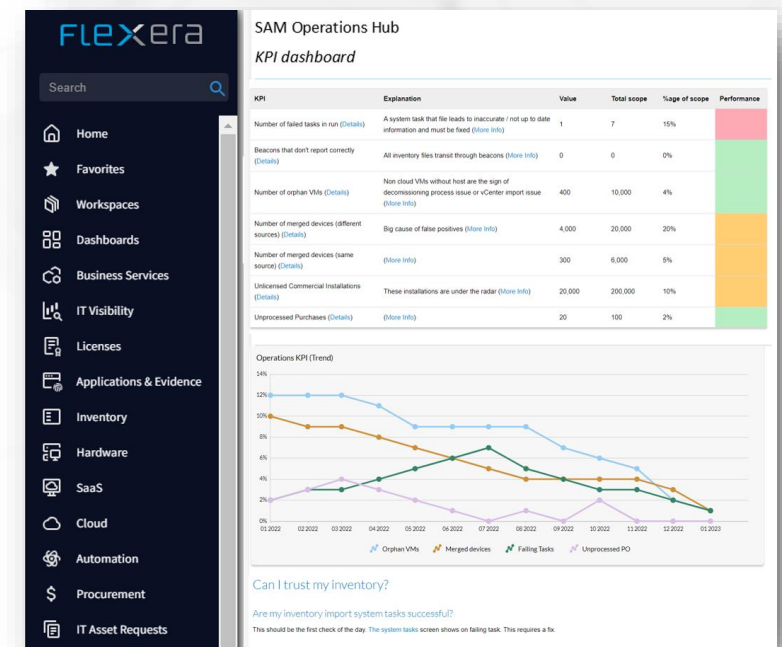 FLEXera
Search
Home
Favorites
Workspaces
Dashboards
Business Services
IT Visibility
Licenses
Applications & Evidence
Inventory
Hardware
SaaS
Cloud
Automation
Procurement
IT Asset Requests
SAM Operations Hub
KPI dashboard
KPI Explanation Value Total scope %age of scope Performance
Number of failed tasks in run (Details) A system task that file leads to inaccurate / not up to date 1 7 15%
information and must be fixed (More Info)
Beacons that don't report correctly All inventory files transit through beacons (More Info) 0 0 0%
(Details)
Non cloud VMs without host are the sign of
Number of orphan VMs (Details) decomissioning process issue or vCenter import issue 400 10,000 4%
(More Info)
Number of merged devices (different Big cause of false positives (More Info) 4,000 20,000 20%
sources) (Details)
Number of merged devices (same (More Info) 300 6,000 5%
source) (Details)
Unlicensed Commercial Installations These installations are under the radar (More Info) 20,000 200,000 10%
(Details)
Unprocessed Purchases (Details) (More Info) 20 100 2%
Operations KPI (Trend)
14%
12%
10%
8%
6%
4%
2%
0%
01 2022 02 2022 03 2022 04 2022 05 2022 06 2022 07 2022 08 2022 09 2022 10 2022 11 2022 12 2022 01 2023
Orphan VMs Merged devices Failing Tasks Unprocessed PO
Can I trust my inventory?
Are my inventory import system tasks successful?
This should be the first check of the day. The system tasks screen shows on failing task. This requires a fix